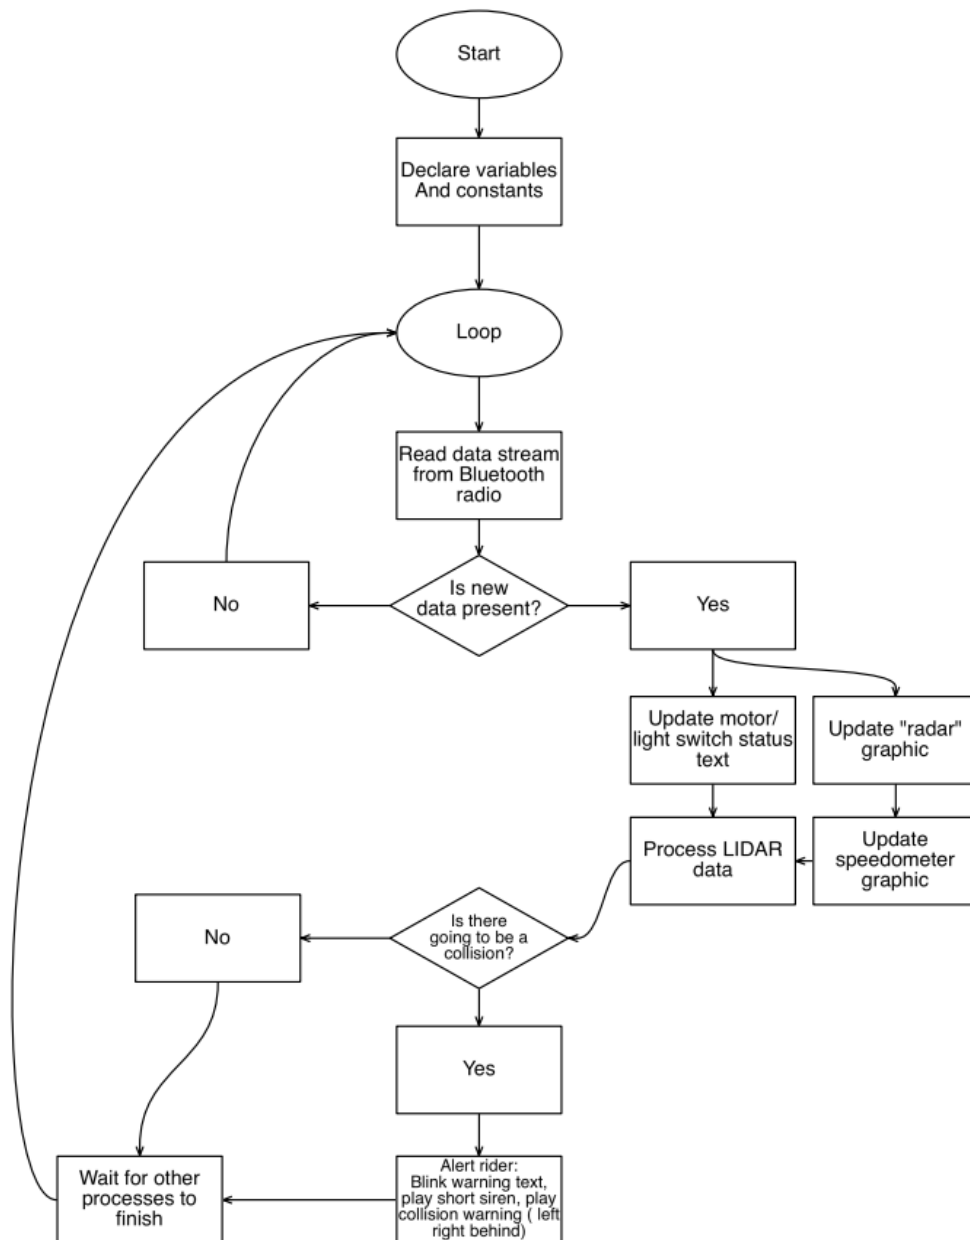 Start
Declare variables
And constants
Loop
Read data stream
from Bluetooth
radio
Is new
data present?
No
Yes
Update motor/
light switch status
text
Update "radar"
graphic
Process LIDAR
data
Update
speedometer
graphic
Is there
going to be a
collision?
No
Yes
Wait for other
processes to
finish
Alert rider:
Blink warning text,
play short siren, play
collision warning ( left
right behind)